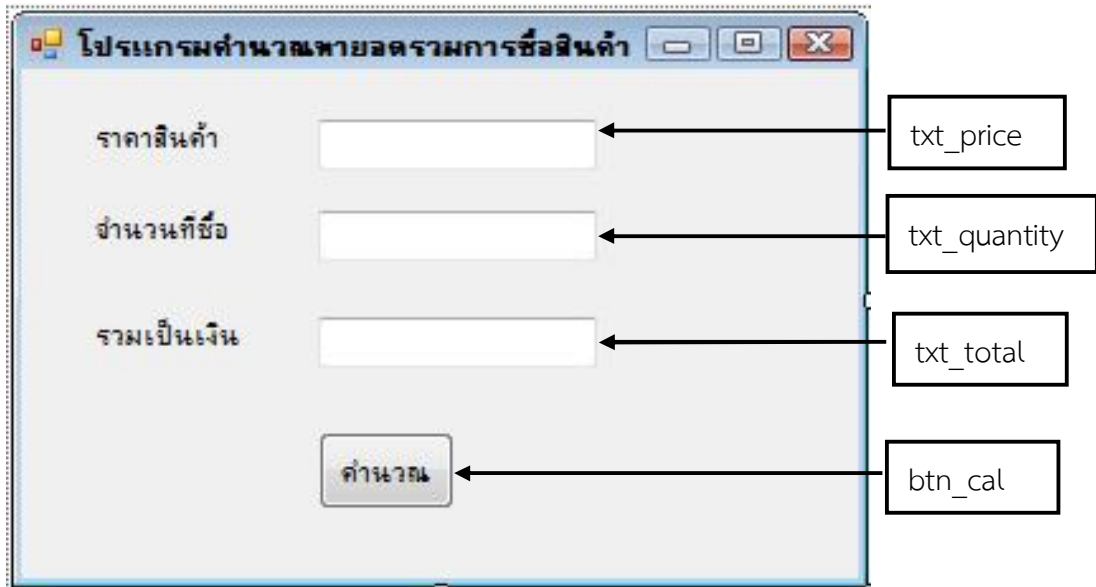 โปรแกรมคำนวณหายอดรวมการซื้อสินค้า
ราคาสินค้า
txt_price
จำนวนที่ซื้อ
txt_quantity
รวมเป็นเงิน
txt_total
คำนวณ
btn_cal